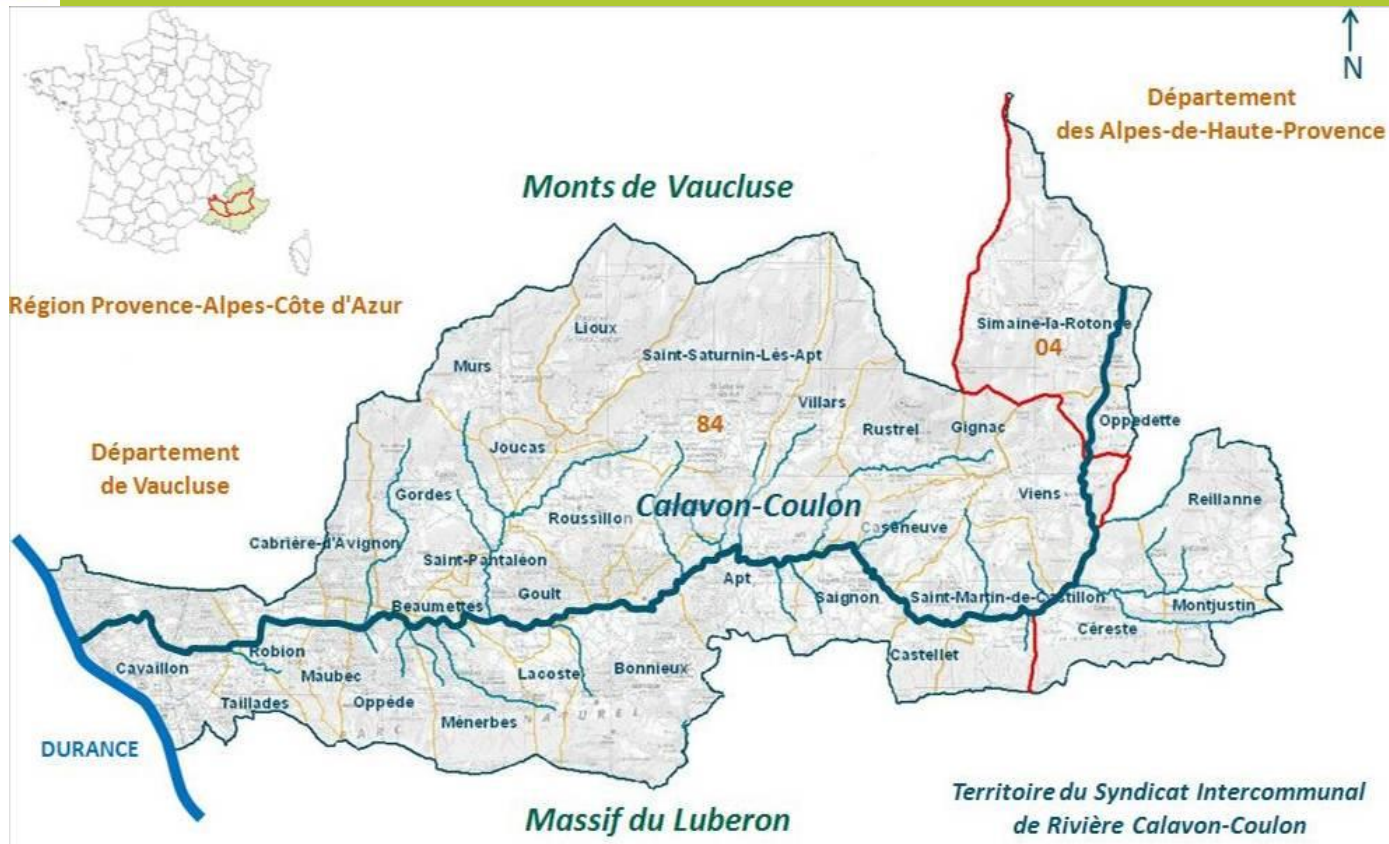 N
Département
des Alpes-de-Haute-Provence
Monts de Vaucluse
Région Provence-Alpes-Côte d'Azur
Simaine-la-Rotonde
04
Lioux
Saint-Saturnin-Lès-Apt
Murs
Villars
84
Rustrel
Gignac
Oppedette
Joucas
Département
de Vaucluse
Gordes
Viens
Reillanne
Calavon-Coulon
Roussillon
Caseneuve
Cabrière-d'Avignon
Saint-Pantaléon
Goult
Apt
Saignon
Saint-Martin-de-Castillon
Beaumettes
Montjustin
Céreste
Robion
Cavaillon
Maubec
Lacoste
Bonnieux
Castellet
Taillades
Oppède
Ménerbes
PARC
NATUREL
DURANCE
Massif du Luberon
Territoire du Syndicat Intercommunal
de Rivière Calavon-Coulon